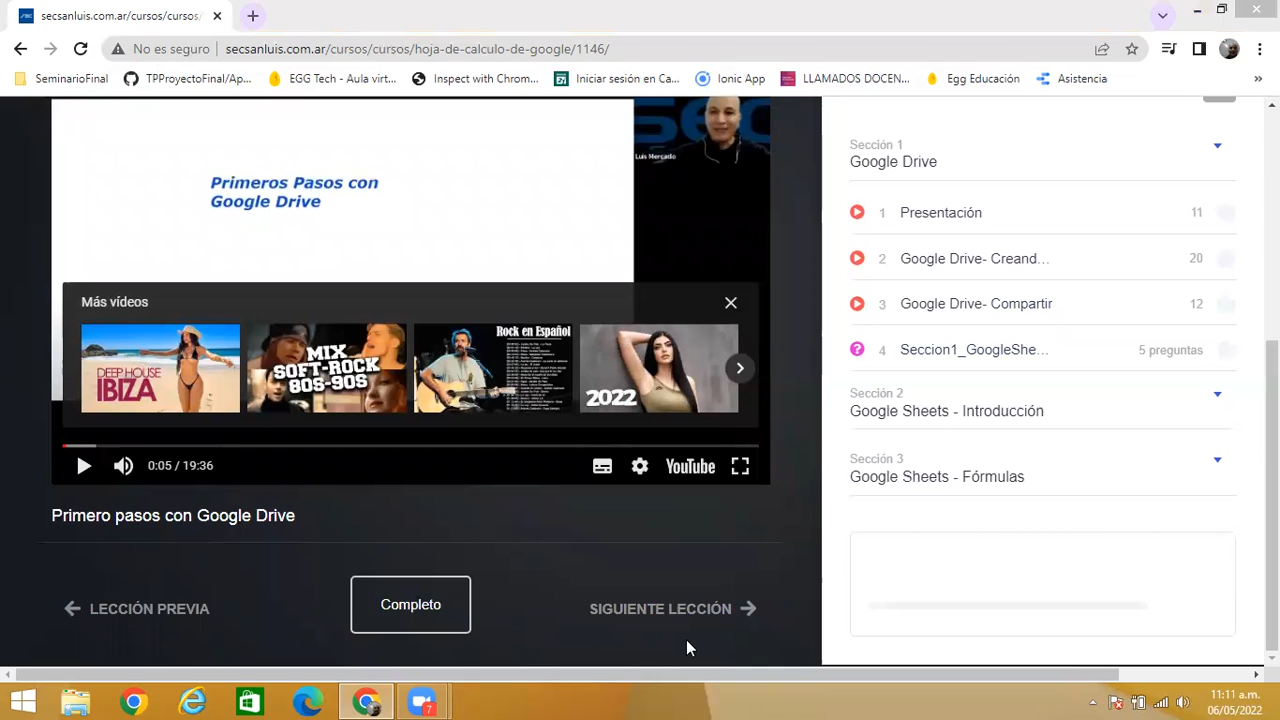 secsanluis.com.ar/cursos/cursos/
No es seguro
secsanluis.com.ar/cursos/cursos/hoja-de-calculo-de-google/1146/
SeminarioFinal
TPProyectoFinal/Ap...
EGG Tech - Aula virt...
Inspect with Chrom...
Iniciar sesión en Ca...
Ionic App
LLAMADOS DOCEN...
Egg Educación
Asistencia
Luis Mercado
Primeros Pasos con
Google Drive
Más vídeos
DEEP HOUSE
IBIZA
MIX
SOFT-ROCK
80S-90S
Rock en Español
2022
0:05 / 19:36
YouTube
Primero pasos con Google Drive
LECCIÓN PREVIA
Completo
SIGUIENTE LECCIÓN
Sección 1
Google Drive
1 Presentación 11
2 Google Drive- Creand... 20
3 Google Drive- Compartir 12
4 Seccion1_GoogleShe... 5 preguntas
Sección 2
Google Sheets - Introducción
Sección 3
Google Sheets - Fórmulas
7
11:11 a.m.
06/05/2022